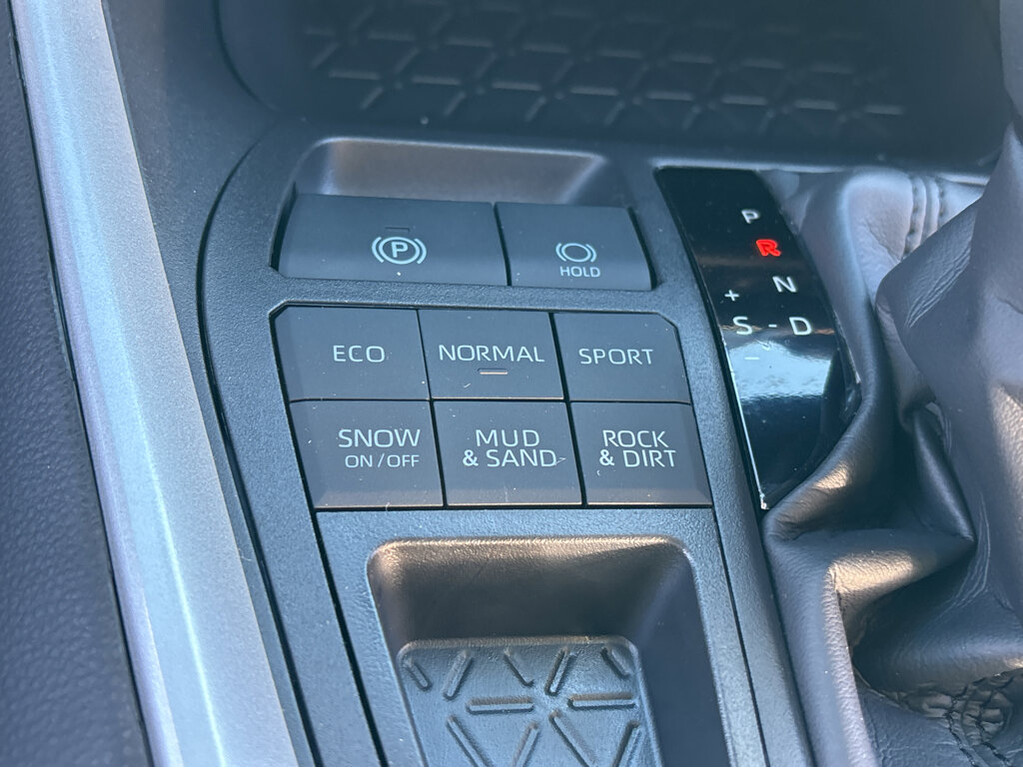 P
HOLD
ECO
NORMAL
SPORT
SNOW
ON/OFF
MUD
& SAND
ROCK
& DIRT
P
R
N
+
S - D
-